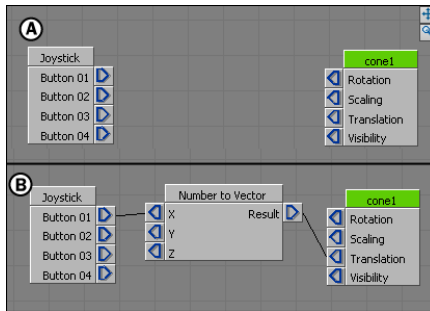 A
Joystick
Button 01
Button 02
Button 03
Button 04
cone1
Rotation
Scaling
Translation
Visibility
B
Joystick
Button 01
Button 02
Button 03
Button 04
Number to Vector
X Result
Y
Z
cone1
Rotation
Scaling
Translation
Visibility